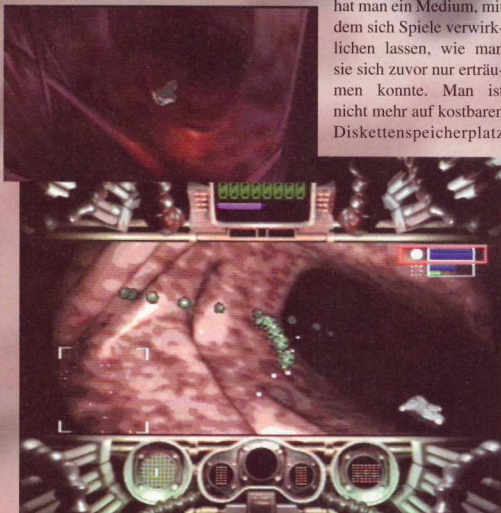 hat man ein Medium, mit
dem sich Spiele verwirk-
lichen lassen, wie man
sie sich zuvor nur erträu-
men konnte. Man ist
nicht mehr auf kostbaren
Diskettenspeicherplatz